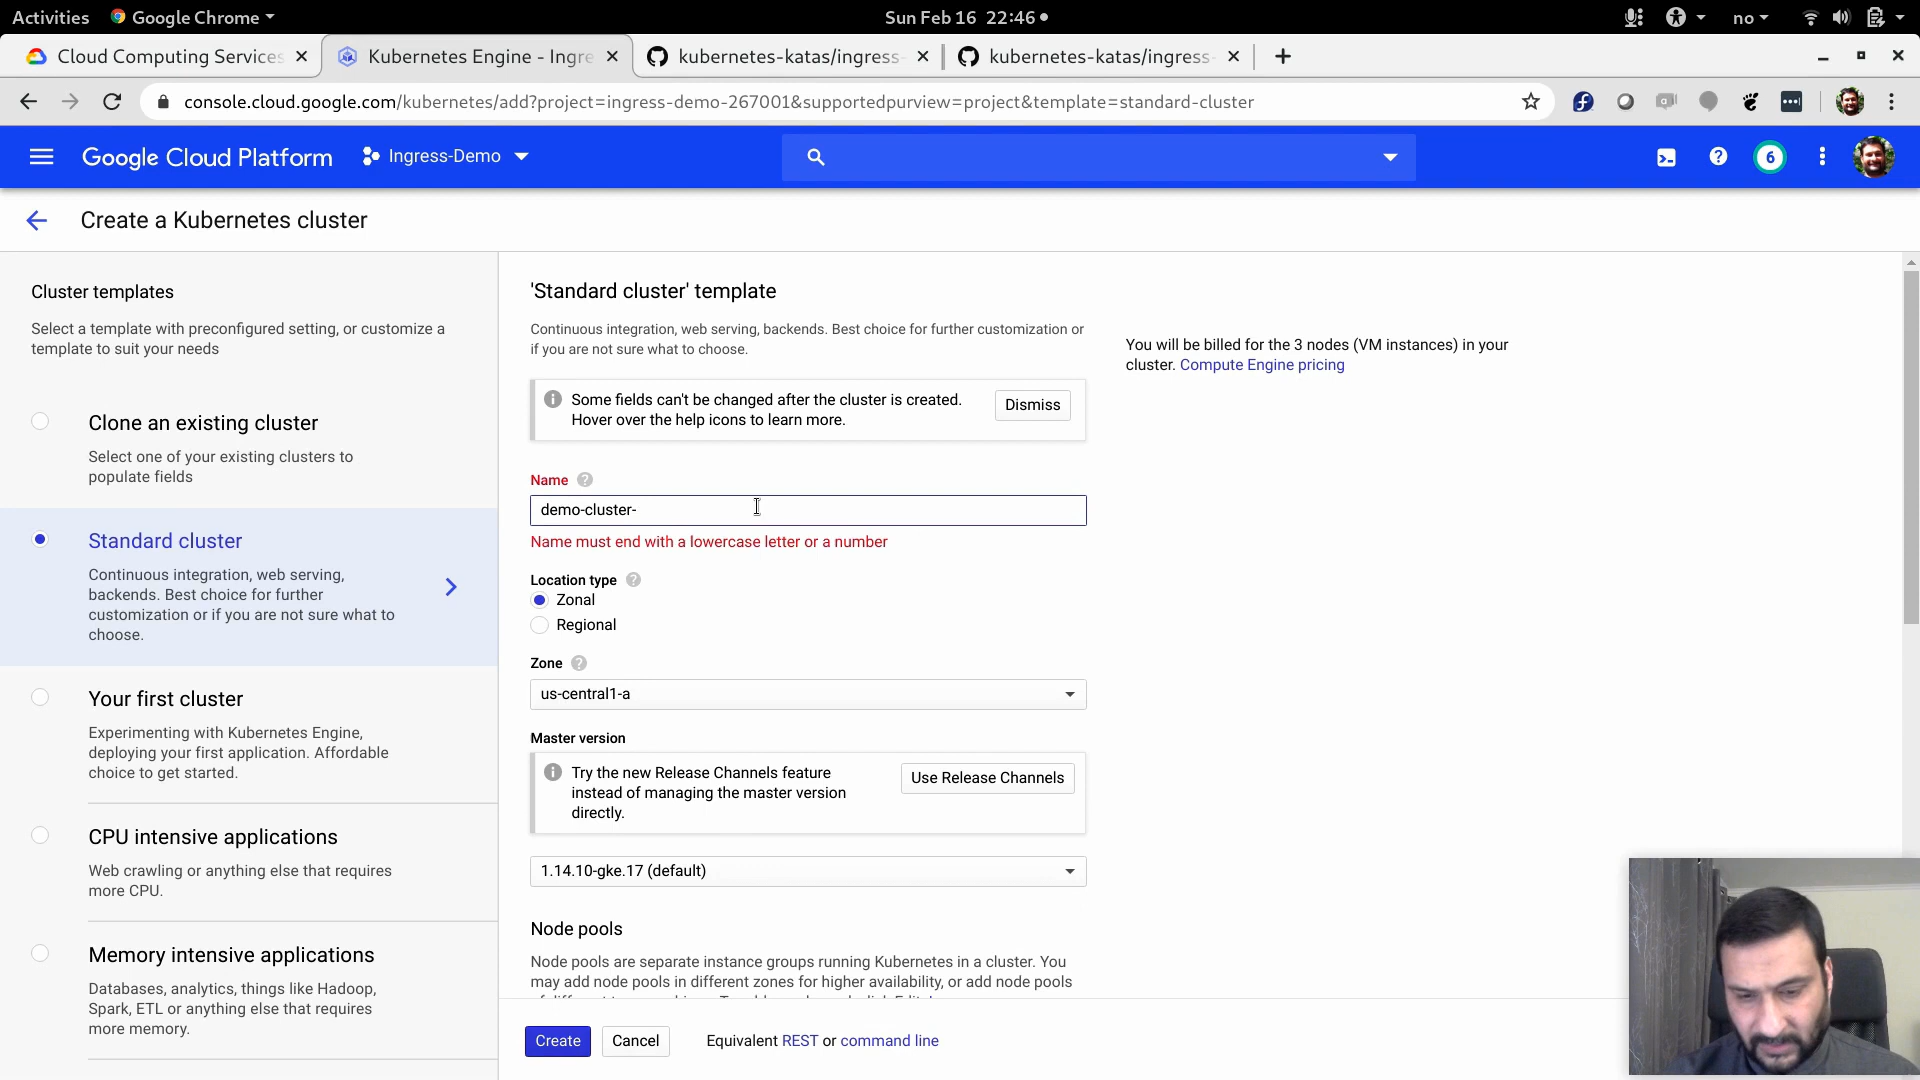 Activities Google Chrome Sun Feb 16 22:46 no
Cloud Computing Services Kubernetes Engine - Ingre kubernetes-katas/ingress- kubernetes-katas/ingress-
console.cloud.google.com/kubernetes/add?project=ingress-demo-267001&supportedpurview=project&template=standard-cluster
Google Cloud Platform Ingress-Demo 6
Create a Kubernetes cluster
Cluster templates
Select a template with preconfigured setting, or customize a
template to suit your needs
Clone an existing cluster
Select one of your existing clusters to
populate fields
Standard cluster
Continuous integration, web serving,
backends. Best choice for further
customization or if you are not sure what to
choose.
Your first cluster
Experimenting with Kubernetes Engine,
deploying your first application. Affordable
choice to get started.
CPU intensive applications
Web crawling or anything else that requires
more CPU.
Memory intensive applications
Databases, analytics, things like Hadoop,
Spark, ETL or anything else that requires
more memory.
'Standard cluster' template
Continuous integration, web serving, backends. Best choice for further customization or
if you are not sure what to choose.
Some fields can't be changed after the cluster is created.
Hover over the help icons to learn more.
Dismiss
Name
demo-cluster-
Name must end with a lowercase letter or a number
Location type
Zonal
Regional
Zone
us-central1-a
Master version
Try the new Release Channels feature
instead of managing the master version
directly.
Use Release Channels
1.14.10-gke.17 (default)
Node pools
Node pools are separate instance groups running Kubernetes in a cluster. You
may add node pools in different zones for higher availability, or add node pools
Create Cancel Equivalent REST or command line
You will be billed for the 3 nodes (VM instances) in your
cluster. Compute Engine pricing